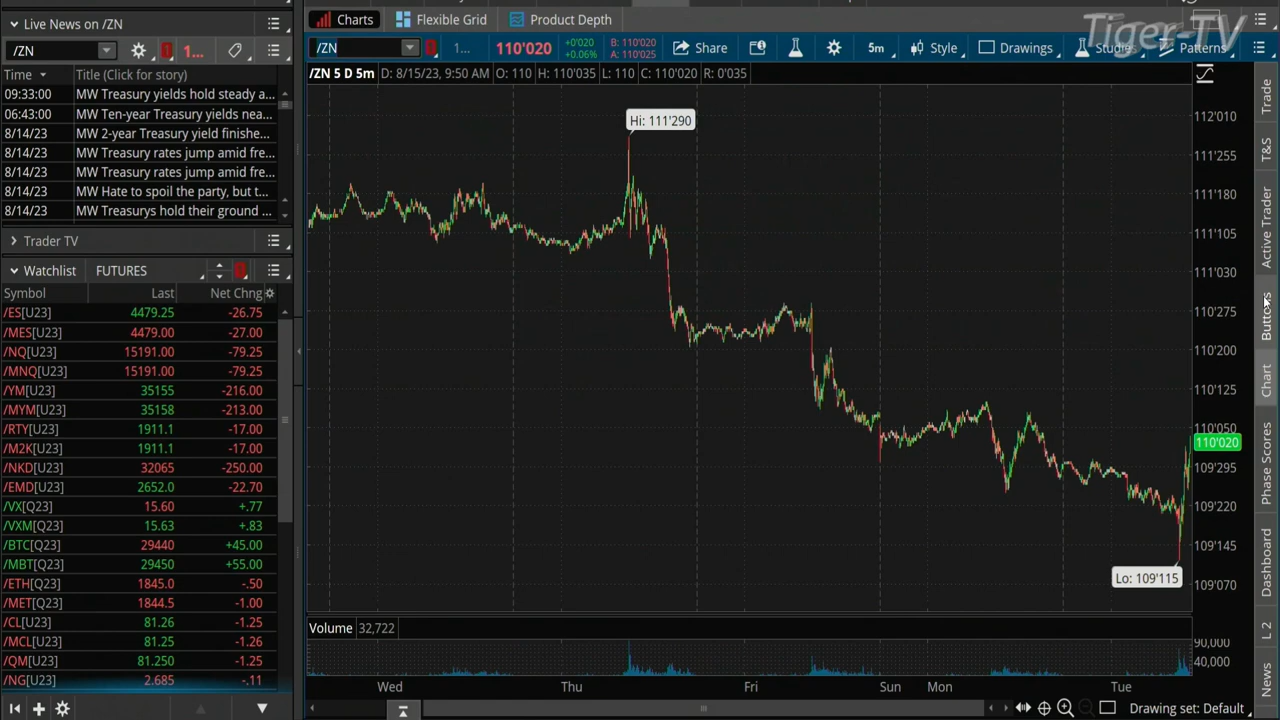 Live News on /ZN
/ZN
1...
Time Title (Click for story)
09:33:00 MW Treasury yields hold steady a...
06:43:00 MW Ten-year Treasury yields nea...
8/14/23 MW 2-year Treasury yield finishe...
8/14/23 MW Treasury rates jump amid fre...
8/14/23 MW Treasury rates jump amid fre...
8/14/23 MW Hate to spoil the party, but t...
8/14/23 MW Treasurys hold their ground ...
Trader TV
Watchlist FUTURES
Symbol Last Net Chng
/ES[U23] 4479.25 -26.75
/MES[U23] 4479.00 -27.00
/NQ[U23] 15191.00 -79.25
/MNQ[U23] 15191.00 -79.25
/YM[U23] 35155 -216.00
/MYM[U23] 35158 -213.00
/RTY[U23] 1911.1 -17.00
/M2K[U23] 1911.1 -17.00
/NKD[U23] 32065 -250.00
/EMD[U23] 2652.0 -22.70
/VX[Q23] 15.60 +.77
/VXM[Q23] 15.63 +.83
/BTC[Q23] 29440 +45.00
/MBT[Q23] 29450 +55.00
/ETH[Q23] 1845.0 -.50
/MET[Q23] 1844.5 -1.00
/CL[U23] 81.26 -1.25
/MCL[U23] 81.25 -1.26
/QM[U23] 81.250 -1.25
/NG[U23] 2.685 -.11
Charts Flexible Grid Product Depth
Tiger-TV
/ZN 1... 110'020 +0'020 +0.06% B: 110'020 A: 110'025 Share 5m Style Drawings Studies Patterns
/ZN 5 D 5m D: 8/15/23, 9:50 AM O: 110 H: 110'035 L: 110 C: 110'020 R: 0'035
Hi: 111'290
Lo: 109'115
112'010
111'255
111'180
111'105
111'030
110'275
110'200
110'125
110'050
110'020
109'295
109'220
109'145
109'070
Volume 32,722
90,000
40,000
Wed Thu Fri Sun Mon Tue
Drawing set: Default
Trade
T&S
Active Trader
Buttons
Chart
Phase Scores
Dashboard
L 2
News